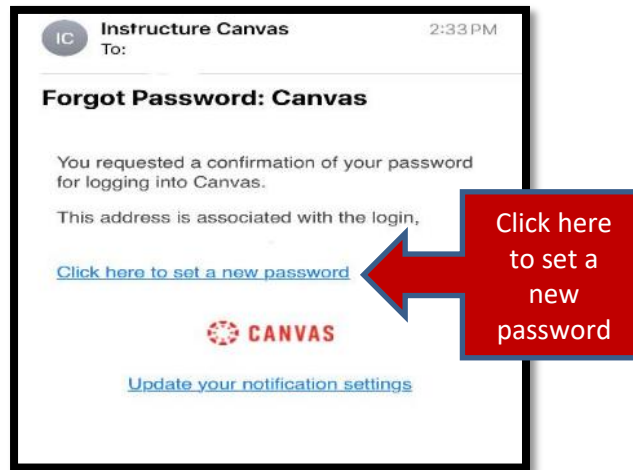 IC
Instructure Canvas
2:33 PM
To:
Forgot Password: Canvas
You requested a confirmation of your password
for logging into Canvas.
This address is associated with the login,
Click here to set a new password
CANVAS
Update your notification settings
Click here
to set a
new
password